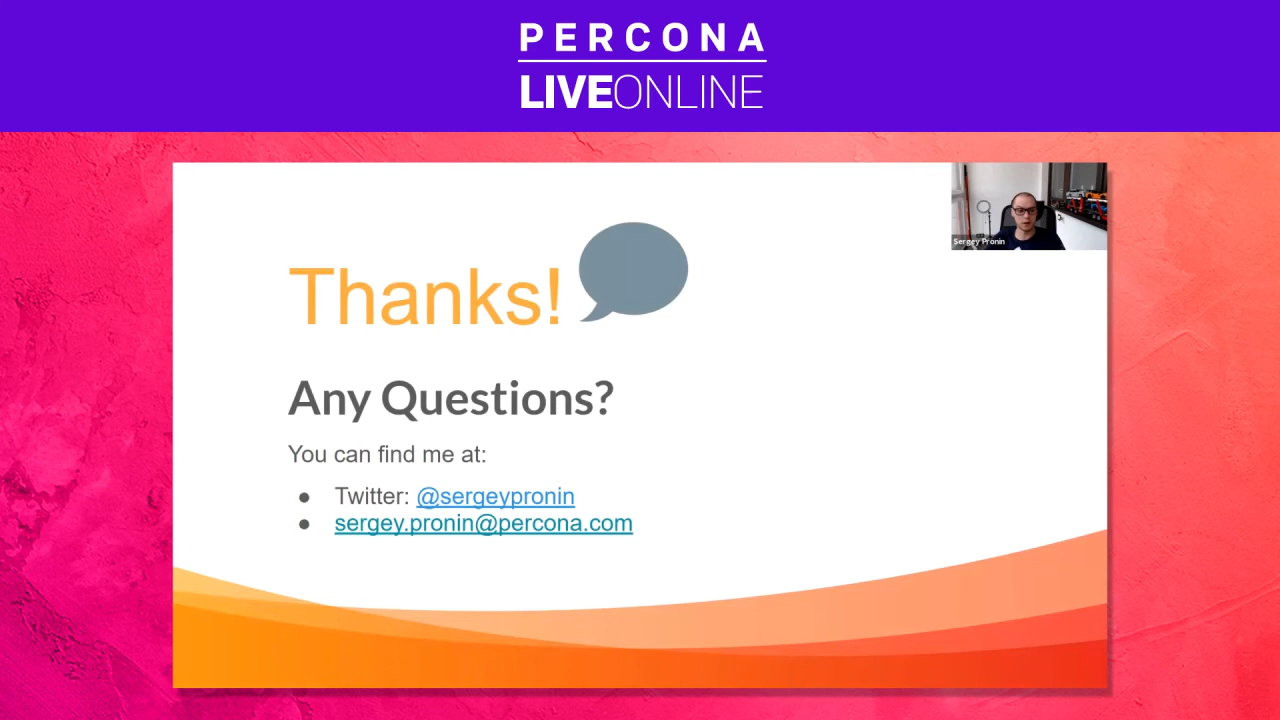 PERCONA
LIVEONLINE
Sergey Pronin
Thanks!
Any Questions?
You can find me at:
● Twitter: @sergeypronin
● sergey.pronin@percona.com